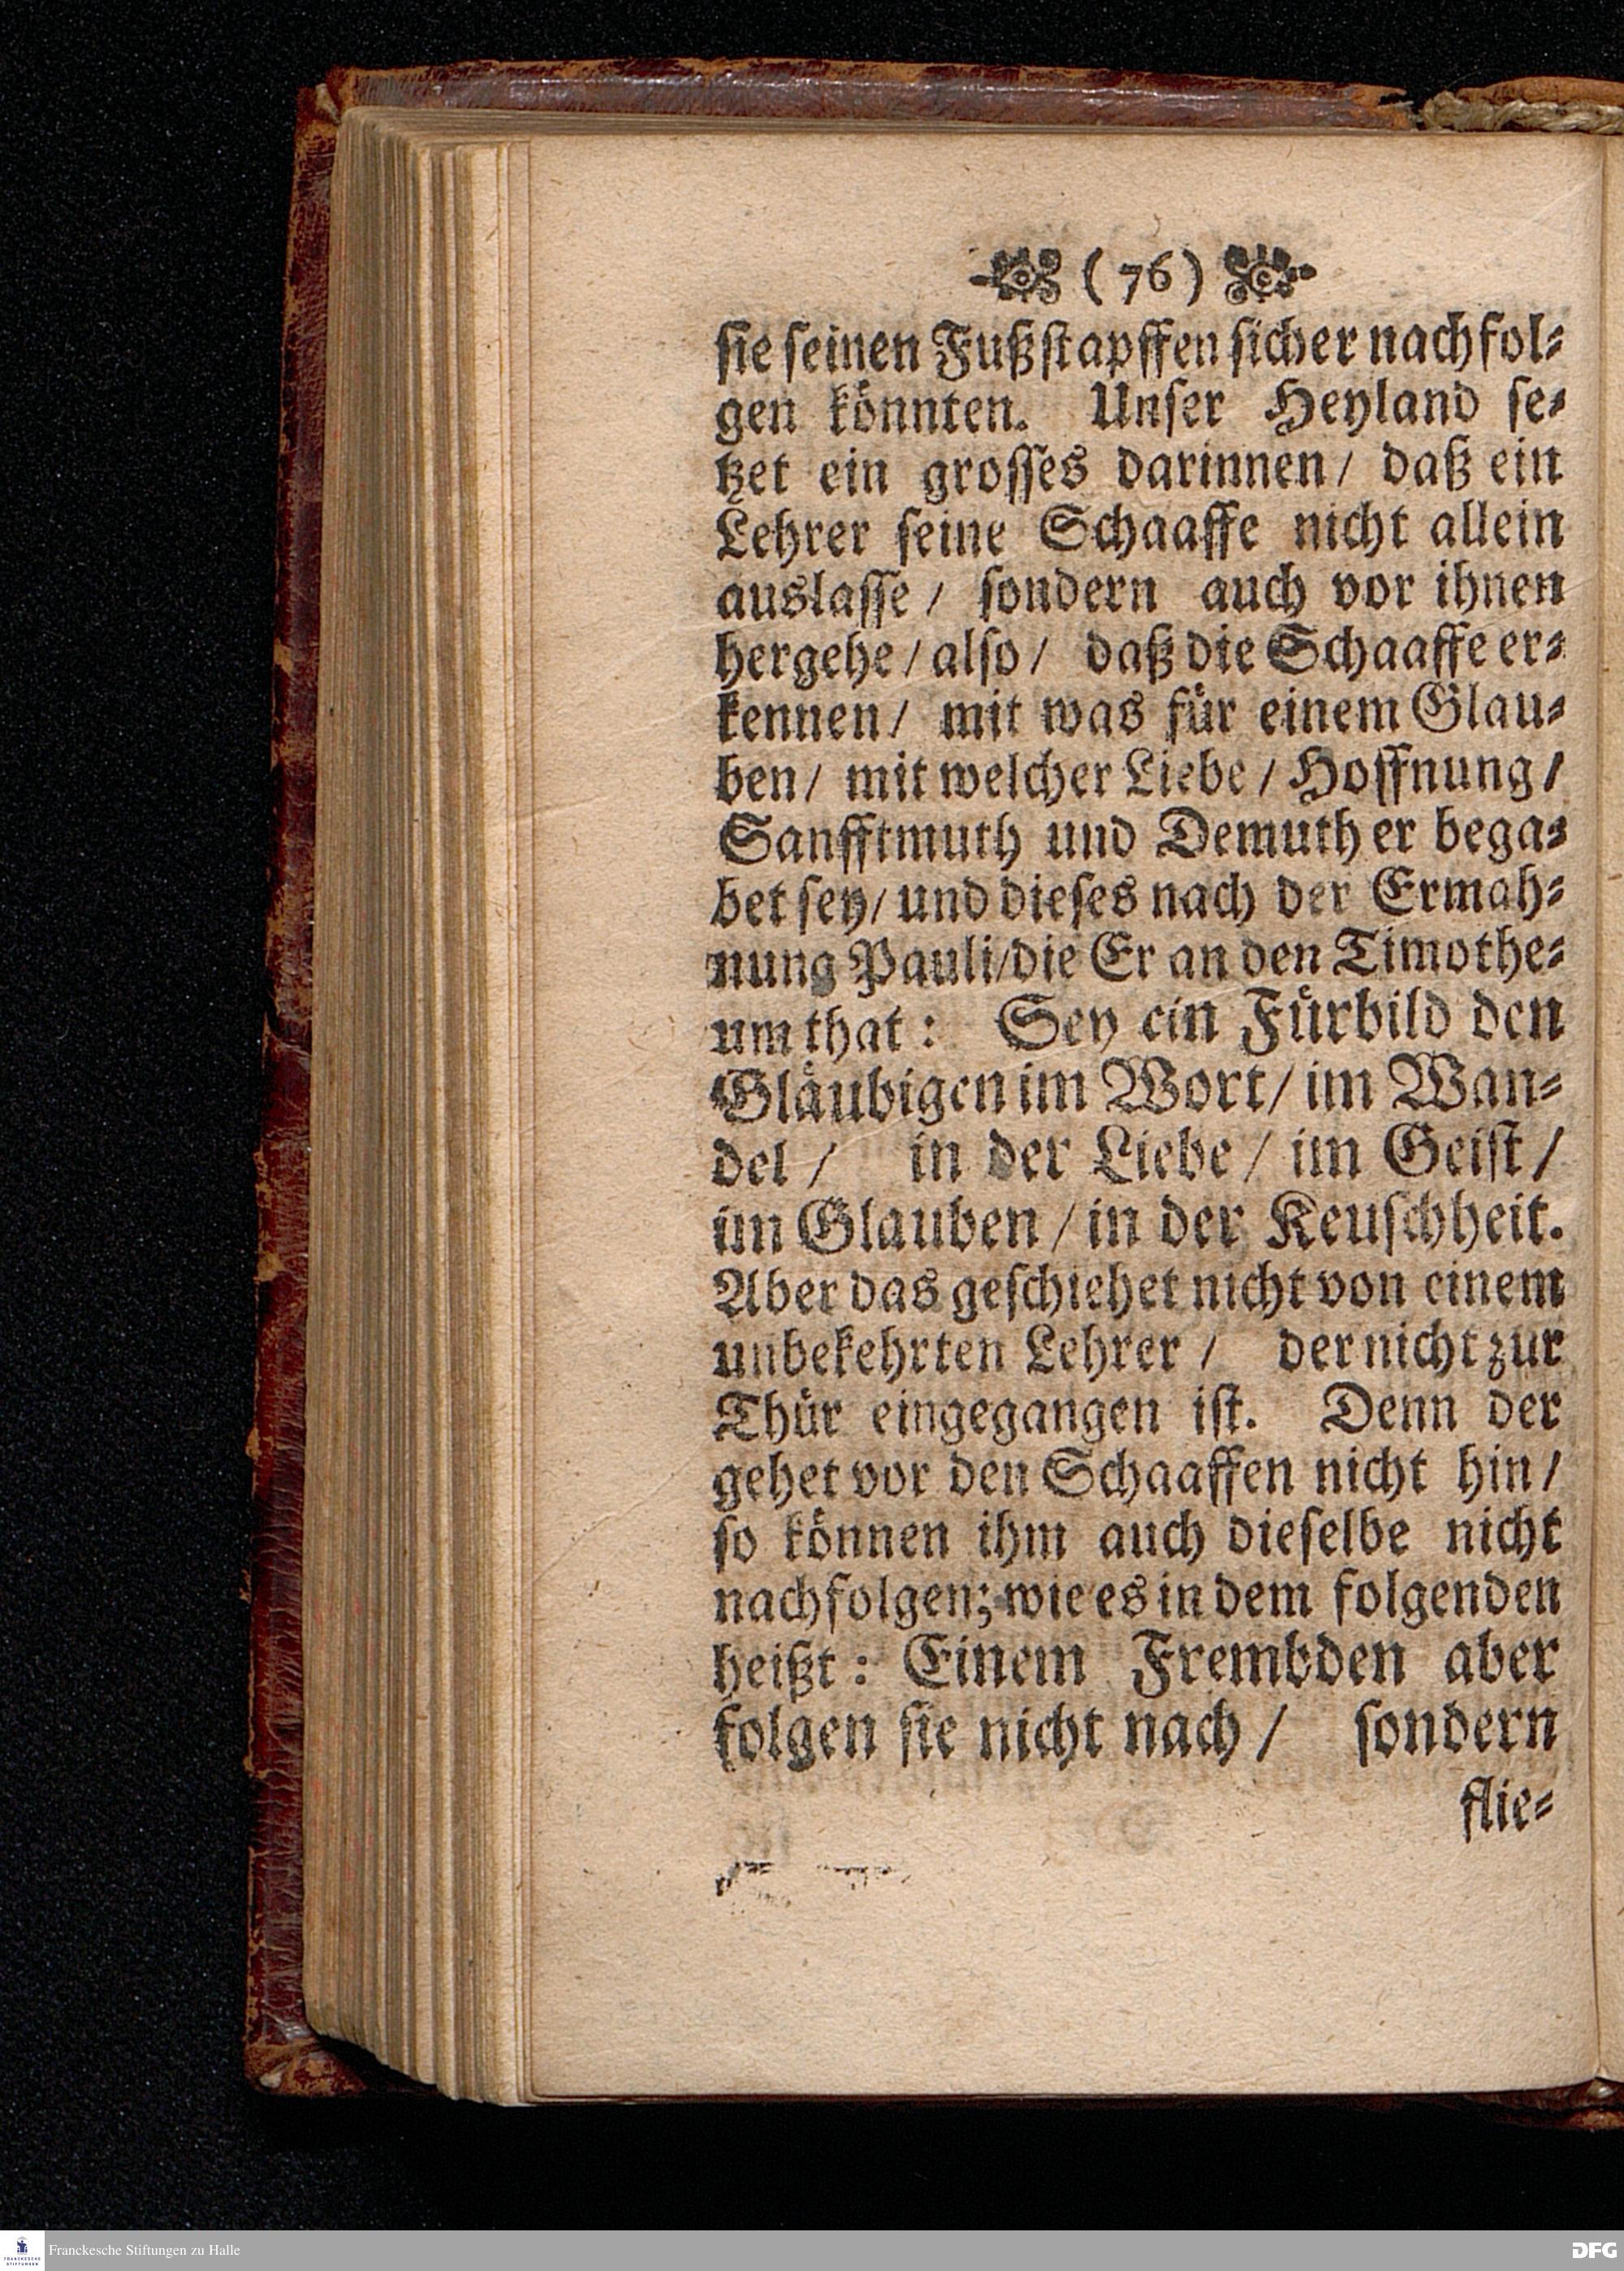 (76)
sie seinen Fußstapffen sicher nachfol-
gen könnten. Unser Heyland se-
tzet ein grosses darinnen/ daß ein
Lehrer seine Schaaffe nicht allein
auslasse/ sondern auch vor ihnen
hergehe/ also/ daß die Schaaffe er-
kennen/ mit was für einem Glau-
ben/ mit welcher Liebe/ Hoffnung/
Sanfftmuth und Demuth er bega-
bet sey/ und dieses nach der Ermah-
nung Pauli/ die Er an den Timothe-
um that: Sey ein Fürbild den
Gläubigen im Wort/ im Wan-
del/ in der Liebe/ im Geist/
im Glauben/ in der Keuschheit.
Aber das geschiehet nicht von einem
unbekehrten Lehrer/ der nicht zur
Thür eingegangen ist. Denn der
gehet vor den Schaaffen nicht hin/
so können ihm auch dieselbe nicht
nachfolgen; wie es in dem folgenden
heißt: Einem Frembden aber
folgen sie nicht nach/ sondern
flie-
FRANCKESCHE STIFTUNGEN
Franckesche Stiftungen zu Halle
DFG